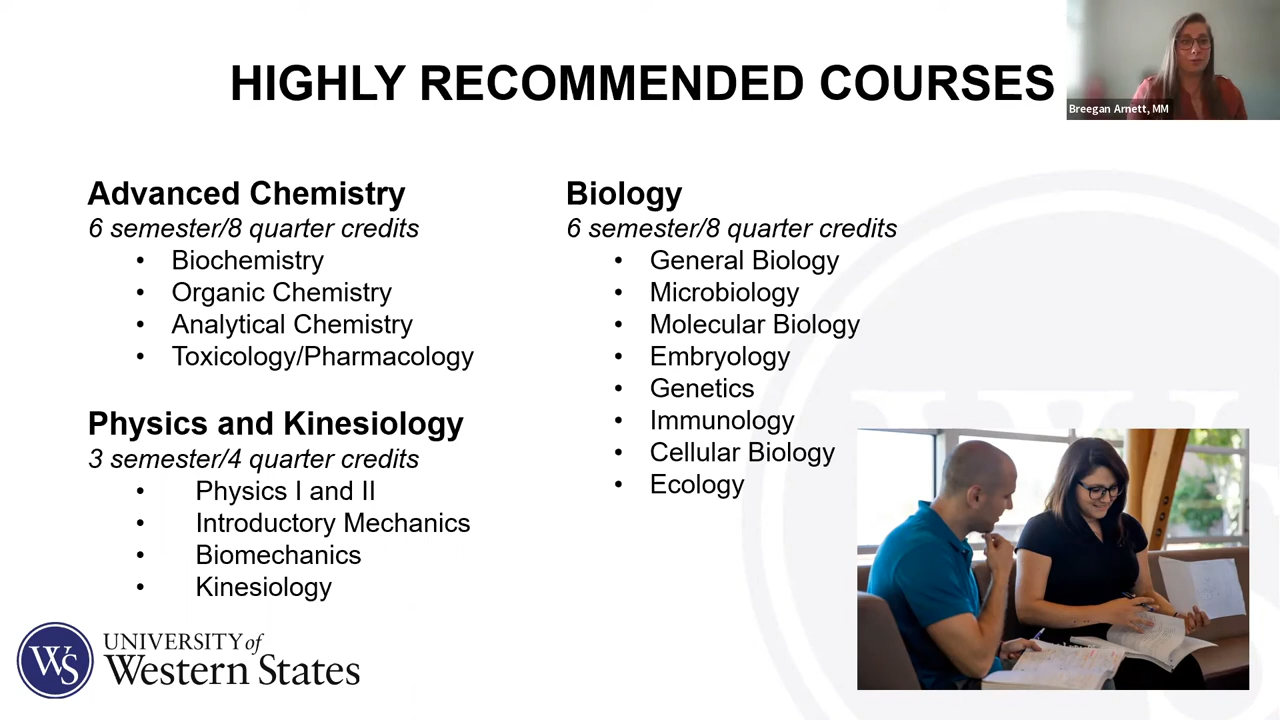 HIGHLY RECOMMENDED COURSES
Breegan Arnett, MM
Advanced Chemistry
6 semester/8 quarter credits
• Biochemistry
• Organic Chemistry
• Analytical Chemistry
• Toxicology/Pharmacology
Physics and Kinesiology
3 semester/4 quarter credits
• Physics I and II
• Introductory Mechanics
• Biomechanics
• Kinesiology
Biology
6 semester/8 quarter credits
• General Biology
• Microbiology
• Molecular Biology
• Embryology
• Genetics
• Immunology
• Cellular Biology
• Ecology
WS
UNIVERSITY of
Western States